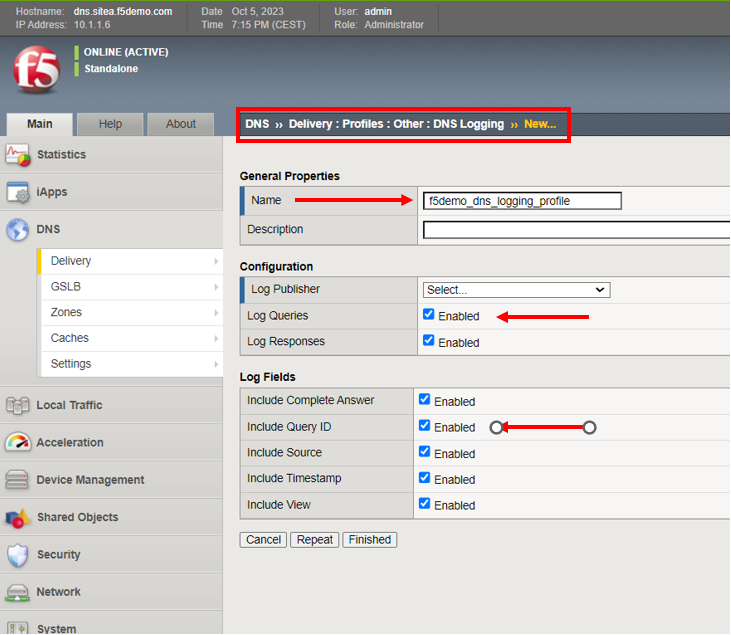 Hostname: dns.sitea.f5demo.com Date Oct 5, 2023 User: admin
IP Address: 10.1.1.6 Time 7:15 PM (CEST) Role: Administrator
f5
ONLINE (ACTIVE)
Standalone
Main Help About
DNS ›› Delivery : Profiles : Other : DNS Logging ›› New...
Statistics
iApps
DNS
Delivery
GSLB
Zones
Caches
Settings
Local Traffic
Acceleration
Device Management
Shared Objects
Security
Network
System
General Properties
Name f5demo_dns_logging_profile
Description
Configuration
Log Publisher Select...
Log Queries Enabled
Log Responses Enabled
Log Fields
Include Complete Answer Enabled
Include Query ID Enabled
Include Source Enabled
Include Timestamp Enabled
Include View Enabled
Cancel Repeat Finished